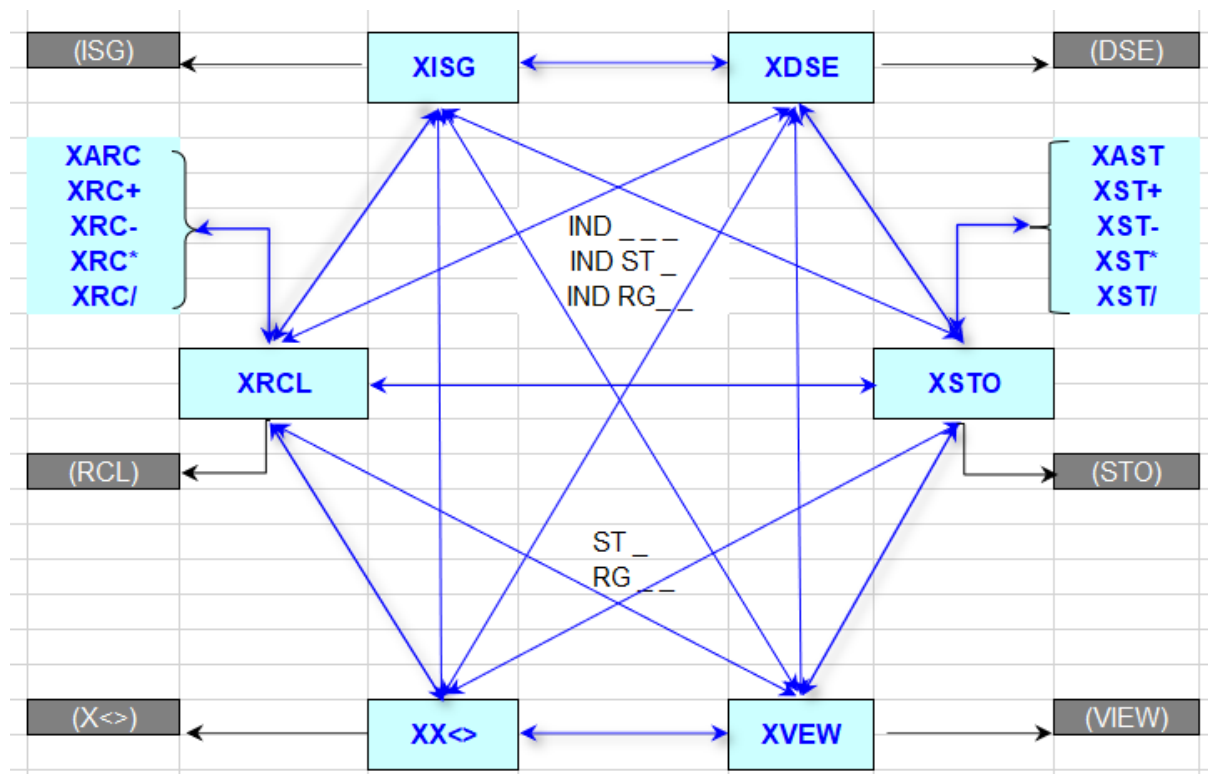 (ISG)
XISG
XDSE
(DSE)
XARC
XRC+
XRC-
XRC*
XRC/
IND _ _ _
IND ST _
IND RG_ _
XAST
XST+
XST-
XST*
XST/
XRCL
XSTO
(RCL)
(STO)
ST _
RG _ _
(X<>)
XX<>
XVIEW
(VIEW)